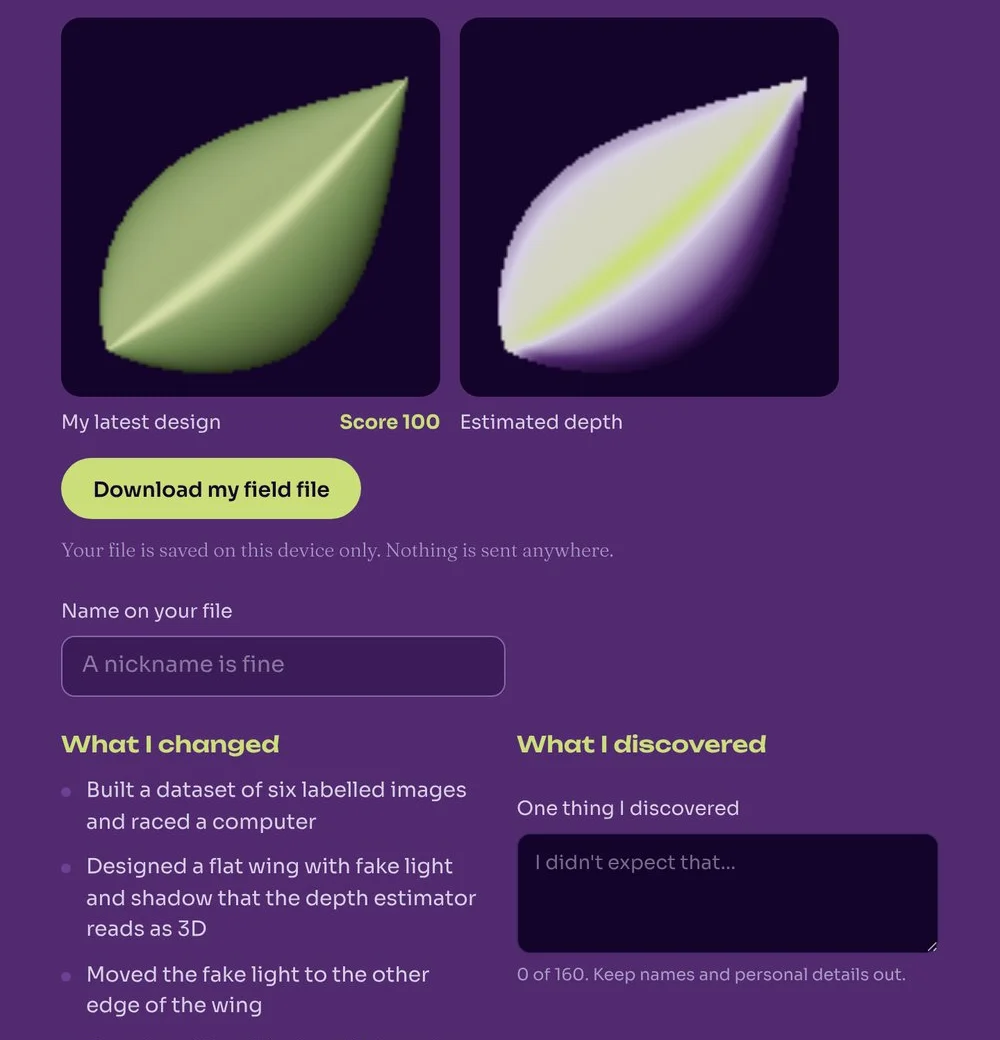 My latest design
Score 100
Estimated depth
Download my field file
Your file is saved on this device only. Nothing is sent anywhere.
Name on your file
A nickname is fine
What I changed
Built a dataset of six labelled images
and raced a computer
Designed a flat wing with fake light
and shadow that the depth estimator
reads as 3D
Moved the fake light to the other
edge of the wing
What I discovered
One thing I discovered
I didn't expect that...
0 of 160. Keep names and personal details out.